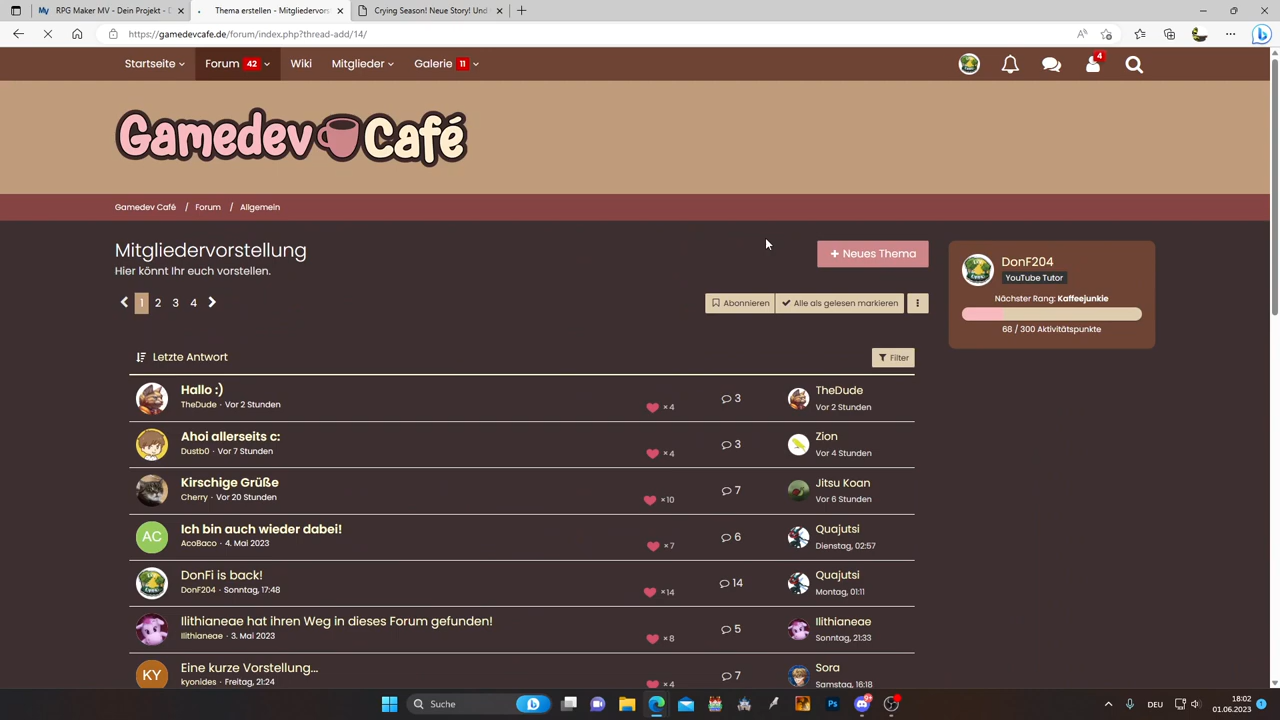 RPG Maker MV - Dein Projekt - D
Thema erstellen - Mitgliedervors
Crying Season! Neue Story! Und
https://gamedevcafe.de/forum/index.php?thread-add/14/
Startseite
Forum 42
Wiki
Mitglieder
Galerie 11
4
Gamedev Café
Gamedev Café / Forum / Allgemein
Mitgliedervorstellung
Hier könnt Ihr euch vorstellen.
+ Neues Thema
1 2 3 4
Abonnieren
Alle als gelesen markieren
DonF204
YouTube Tutor
Nächster Rang: Kaffeejunkie
68 / 300 Aktivitätspunkte
Letzte Antwort
Filter
Hallo :)
TheDude · Vor 2 Stunden
×4
3
TheDude
Vor 2 Stunden
Ahoi allerseits c:
Dustb0 · Vor 7 Stunden
×4
3
Zion
Vor 4 Stunden
Kirschige Grüße
Cherry · Vor 20 Stunden
×10
7
Jitsu Koan
Vor 6 Stunden
AC
Ich bin auch wieder dabei!
AcoBaco · 4. Mai 2023
×7
6
Quajutsi
Dienstag, 02:57
DonFi is back!
DonF204 · Sonntag, 17:48
×14
14
Quajutsi
Montag, 01:11
Ilithianeae hat ihren Weg in dieses Forum gefunden!
Ilithianeae · 3. Mai 2023
×8
5
Ilithianeae
Sonntag, 21:33
KY
Eine kurze Vorstellung...
kyonides · Freitag, 21:24
×4
7
Sora
Samstag, 16:18
Suche
DEU
18:02
01.06.2023